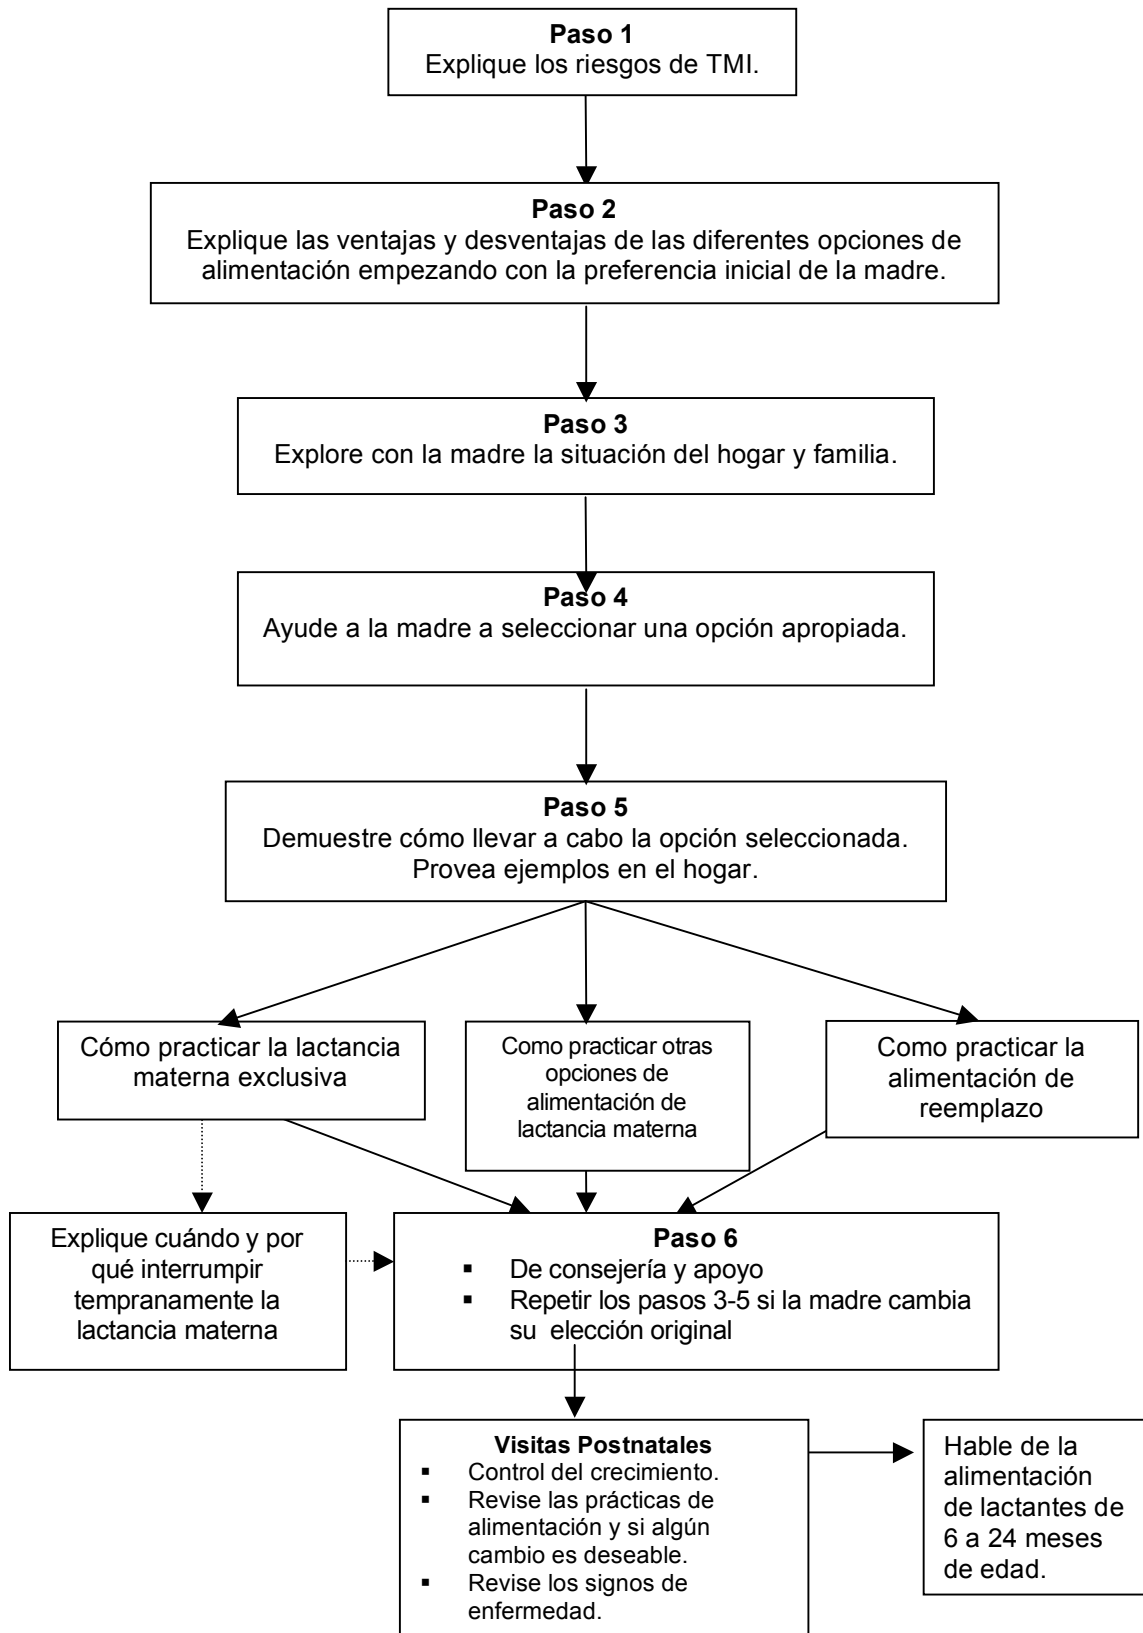 Paso 1
Explique los riesgos de TMI.
Paso 2
Explique las ventajas y desventajas de las diferentes opciones de
alimentación empezando con la preferencia inicial de la madre.
Paso 3
Explore con la madre la situación del hogar y familia.
Paso 4
Ayude a la madre a seleccionar una opción apropiada.
Paso 5
Demuestre cómo llevar a cabo la opción seleccionada.
Provea ejemplos en el hogar.
Cómo practicar la lactancia
materna exclusiva
Como practicar otras
opciones de
alimentación de
lactancia materna
Como practicar la
alimentación de
reemplazo
Explique cuándo y por
qué interrumpir
tempranamente la
lactancia materna
Paso 6
▪ De consejería y apoyo
▪ Repetir los pasos 3-5 si la madre cambia
su elección original
Visitas Postnatales
▪ Control del crecimiento.
▪ Revise las prácticas de
alimentación y si algún
cambio es deseable.
▪ Revise los signos de
enfermedad.
Hable de la
alimentación
de lactantes de
6 a 24 meses
de edad.